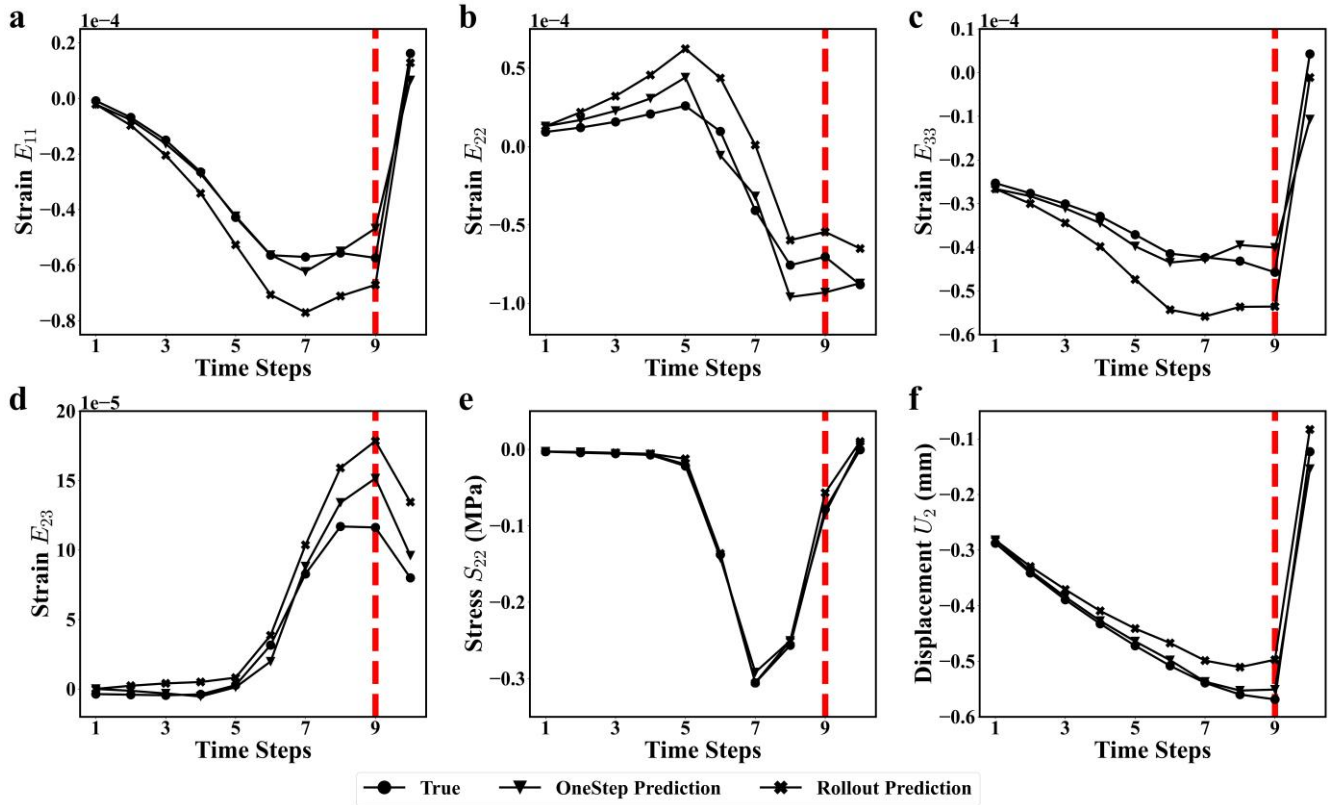 a
1e−4
Strain E11
0.2
0.0
−0.2
−0.4
−0.6
−0.8
1 3 5 7 9
Time Steps
b
1e−4
Strain E22
0.5
0.0
−0.5
−1.0
1 3 5 7 9
Time Steps
c
1e−4
Strain E33
0.1
0.0
−0.1
−0.2
−0.3
−0.4
−0.5
−0.6
1 3 5 7 9
Time Steps
d
1e−5
Strain E23
20
15
10
5
0
1 3 5 7 9
Time Steps
e
Stress S22 (MPa)
0.0
−0.1
−0.2
−0.3
1 3 5 7 9
Time Steps
f
Displacement U2 (mm)
−0.1
−0.2
−0.3
−0.4
−0.5
−0.6
1 3 5 7 9
Time Steps
True OneStep Prediction Rollout Prediction